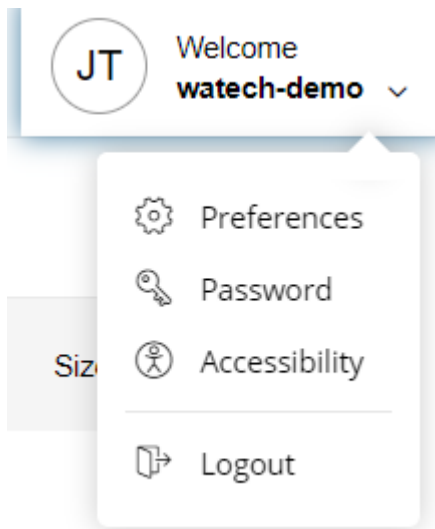 JT
Welcome
watech-demo
Preferences
Password
Accessibility
Logout